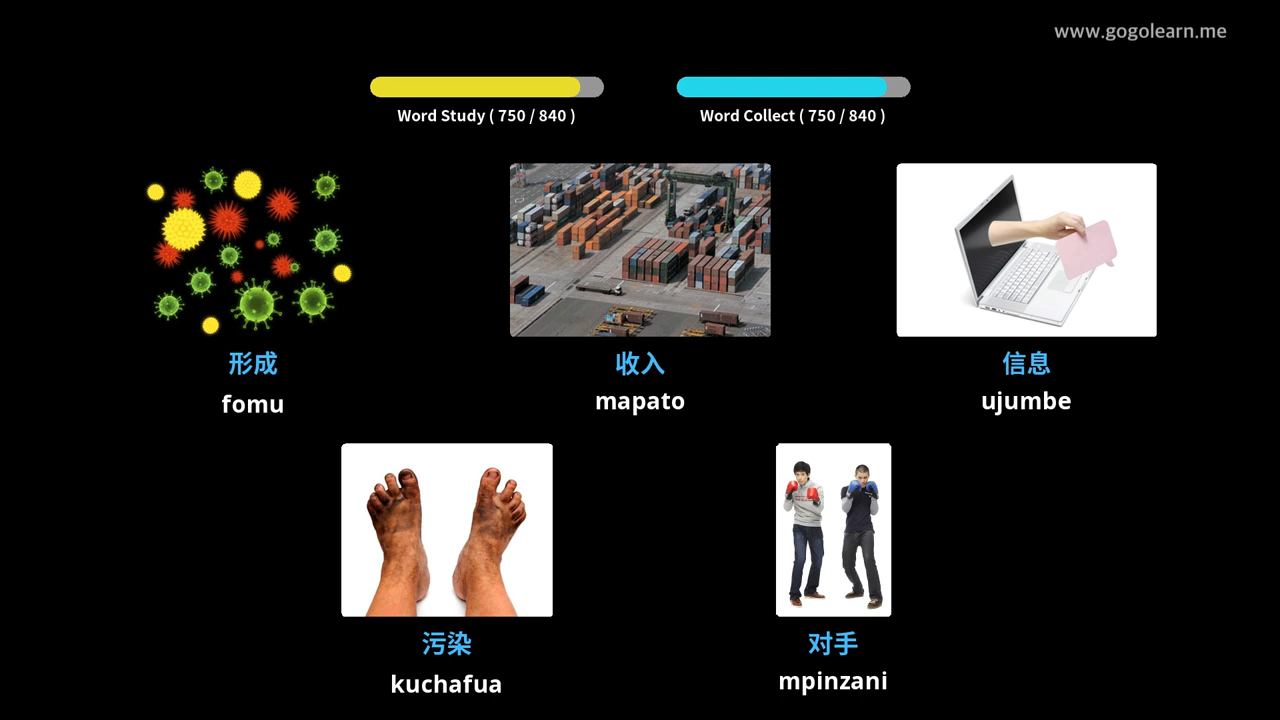 www.gogolearn.me
Word Study ( 750 / 840 )
Word Collect ( 750 / 840 )
形成
fomu
收入
mapato
信息
ujumbe
污染
kuchafua
对手
mpinzani